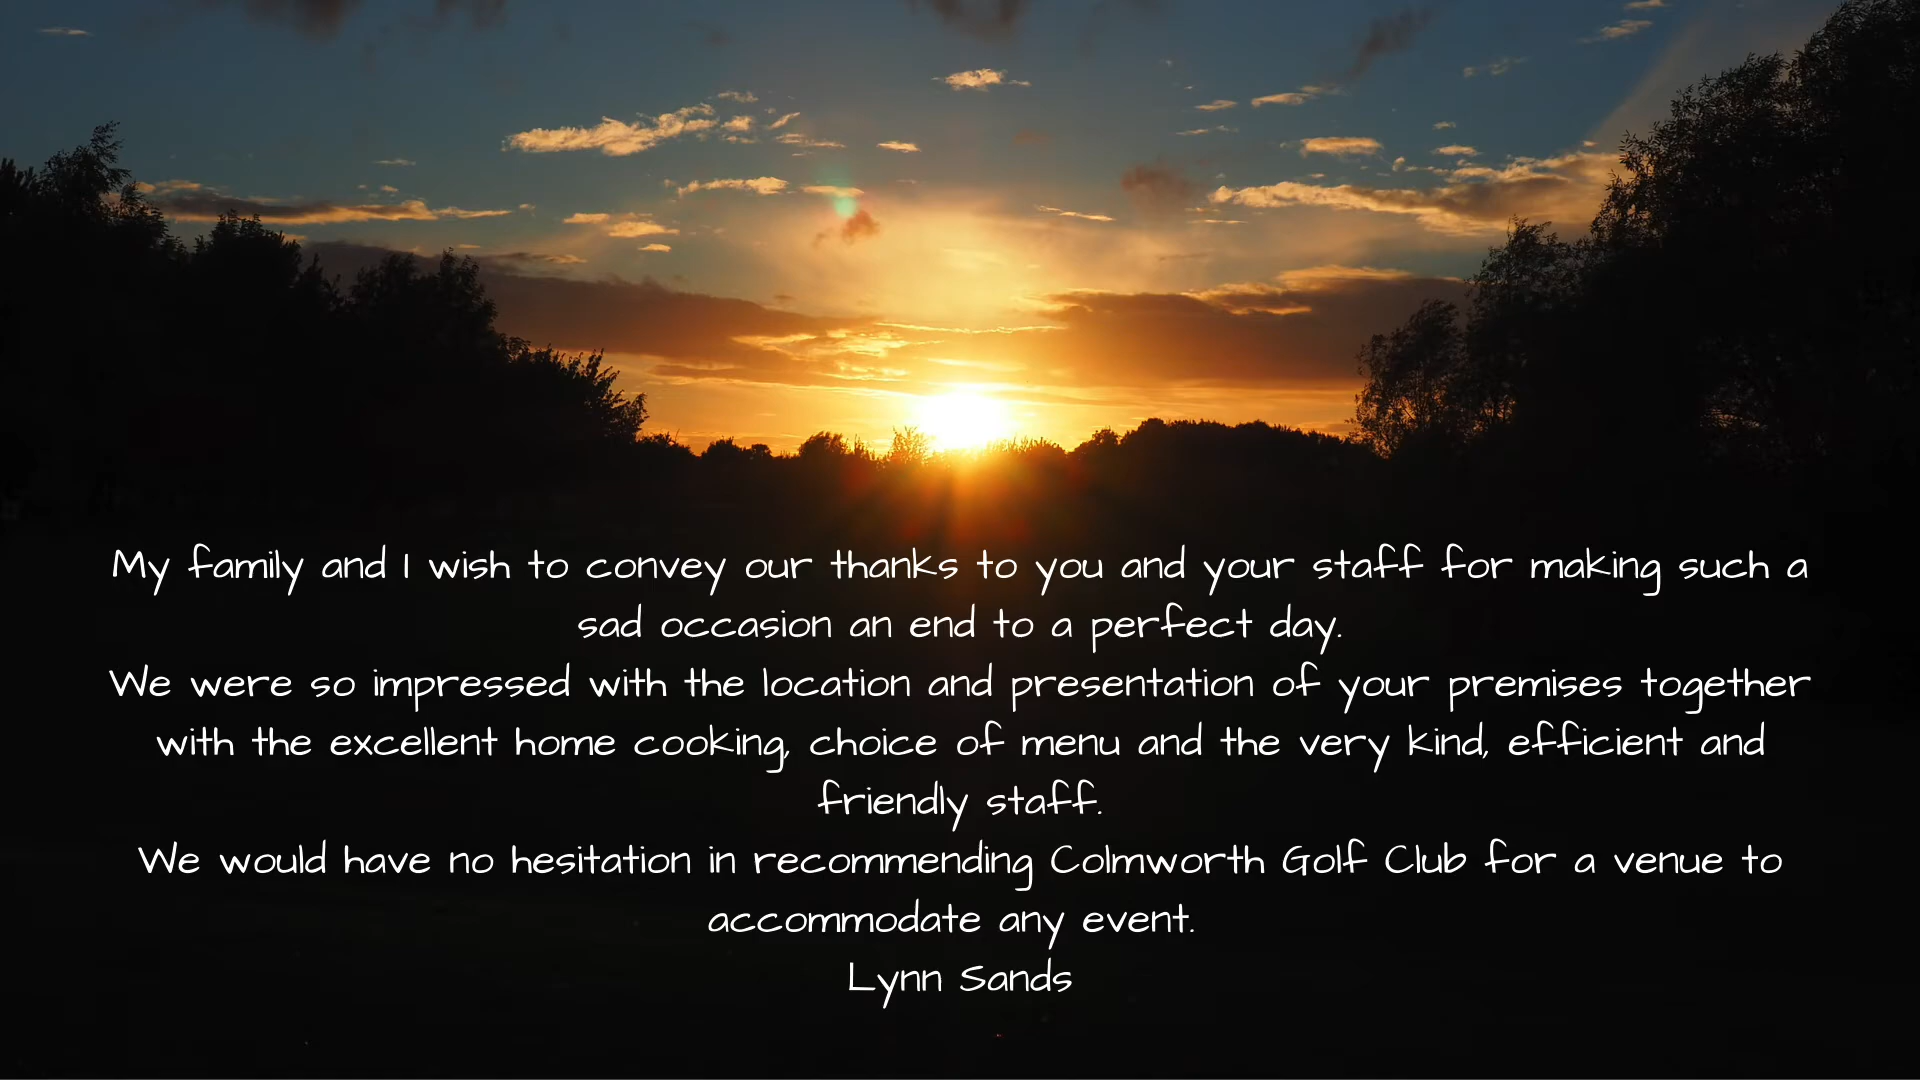 My family and I wish to convey our thanks to you and your staff for making such a
sad occasion an end to a perfect day.
We were so impressed with the location and presentation of your premises together
with the excellent home cooking, choice of menu and the very kind, efficient and
friendly staff.
We would have no hesitation in recommending Colmworth Golf Club for a venue to
accommodate any event.
Lynn Sands